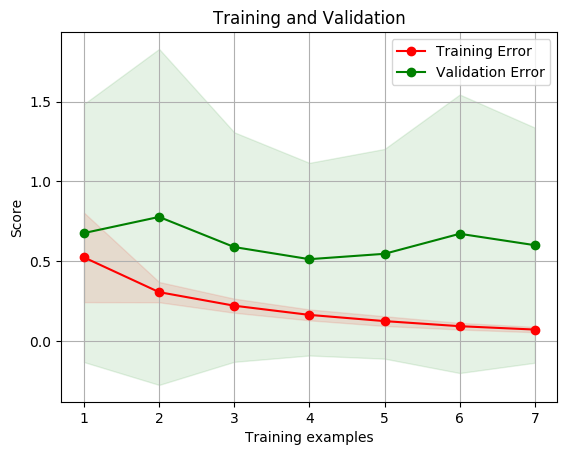 Training and Validation
Training Error
Validation Error
Score
1.5
1.0
0.5
0.0
1 2 3 4 5 6 7
Training examples